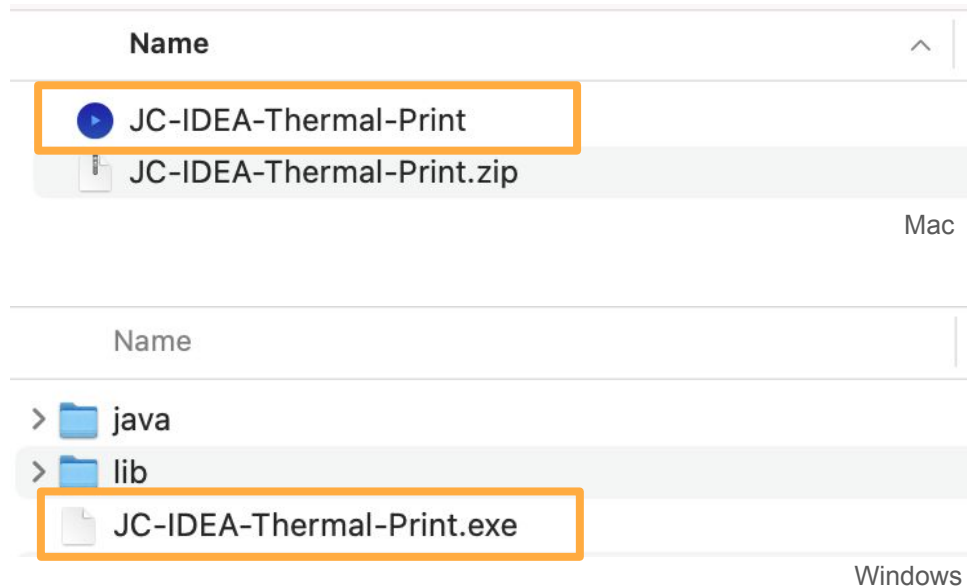 Name
JC-IDEA-Thermal-Print
JC-IDEA-Thermal-Print.zip
Mac
Name
java
lib
JC-IDEA-Thermal-Print.exe
Windows